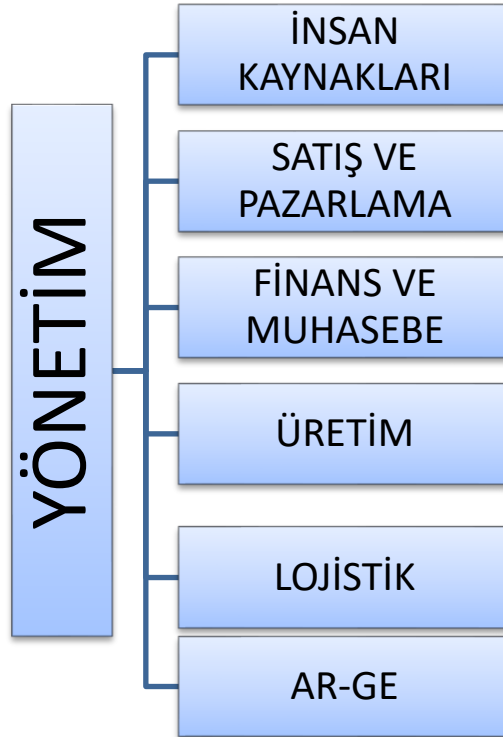 YÖNETİM
İNSAN
KAYNAKLARI
SATIŞ VE
PAZARLAMA
FİNANS VE
MUHASEBE
ÜRETİM
LOJİSTİK
AR-GE